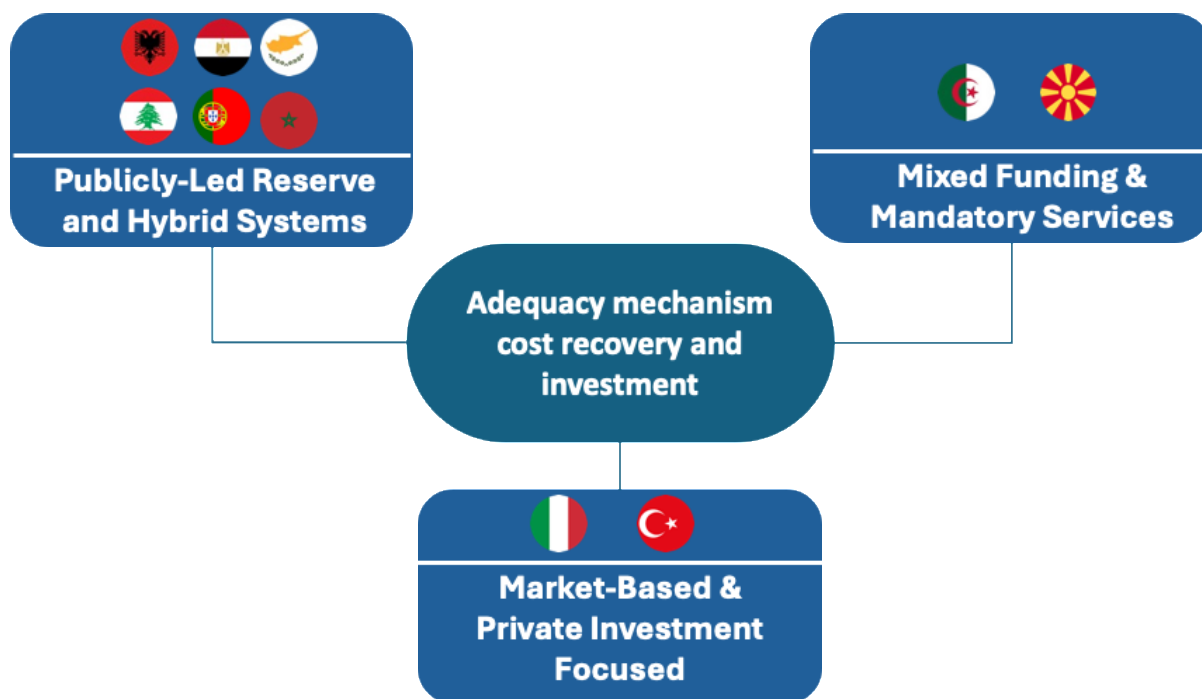 Publicly-Led Reserve
and Hybrid Systems
Mixed Funding &
Mandatory Services
Adequacy mechanism
cost recovery and
investment
Market-Based &
Private Investment
Focused